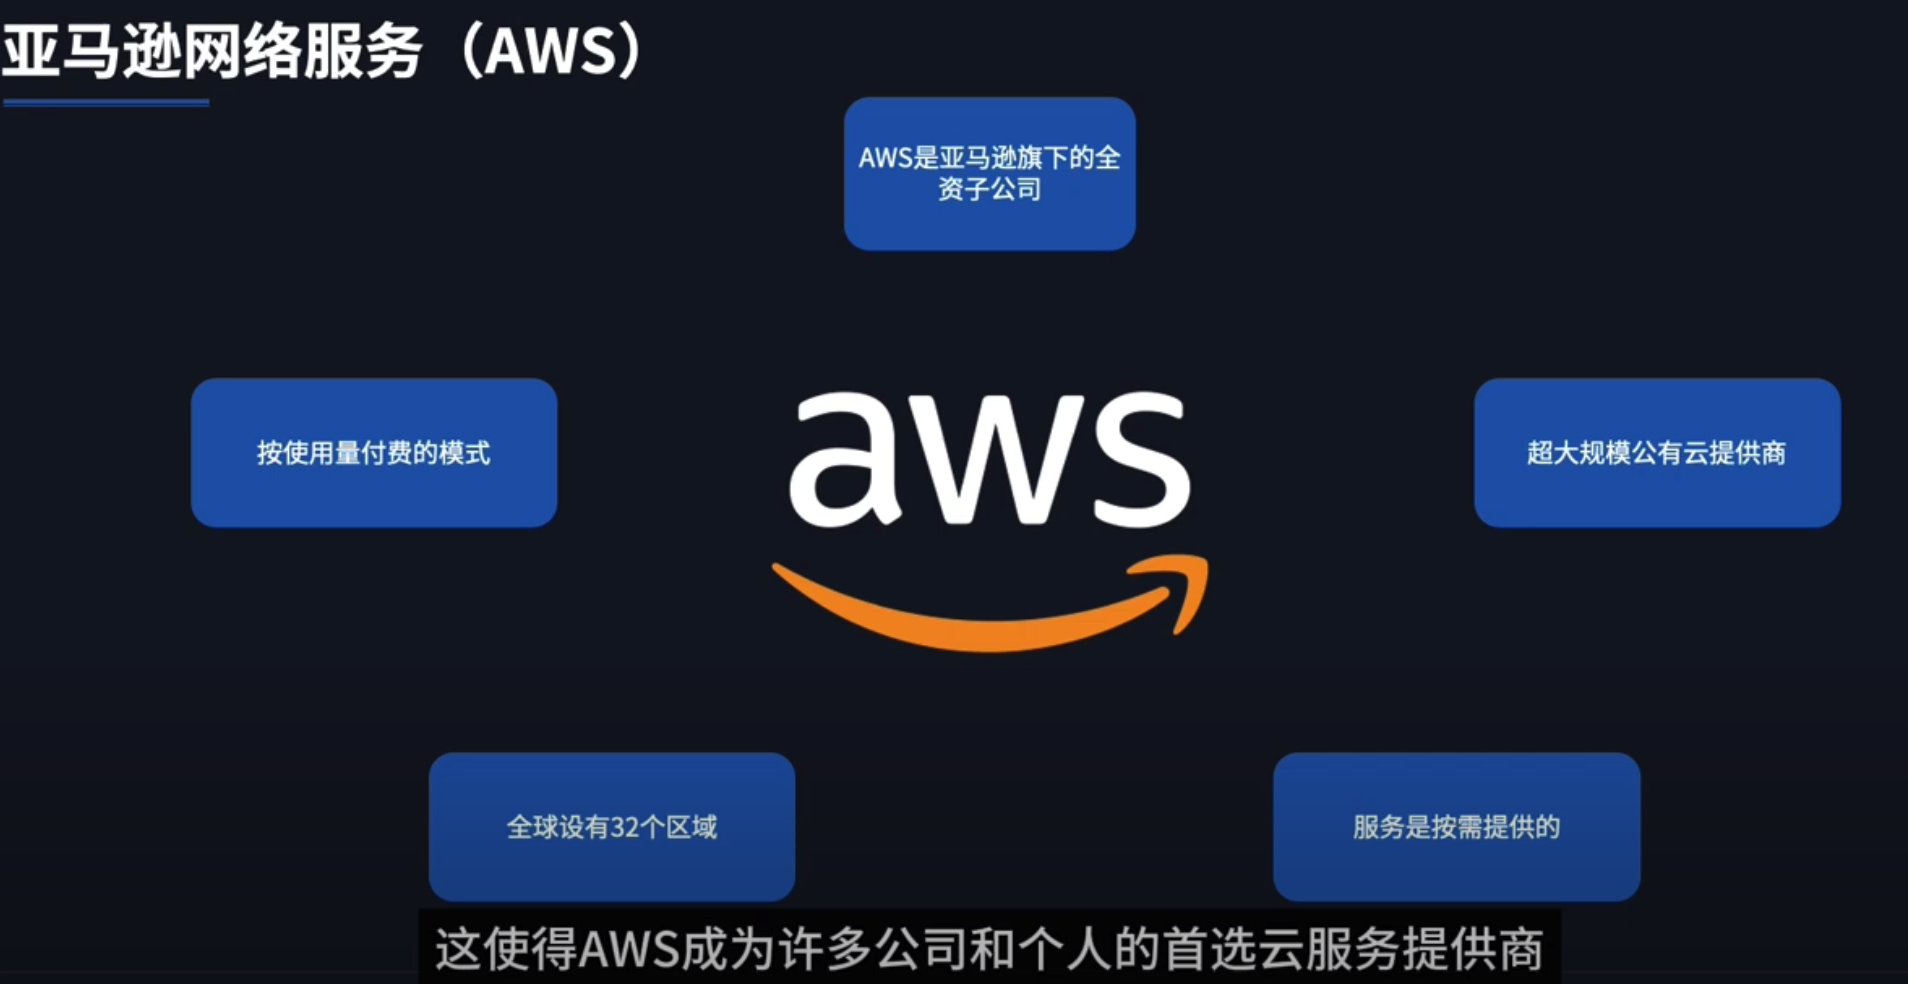 亚马逊网络服务（AWS）
AWS是亚马逊旗下的全
资子公司
按使用量付费的模式
aws
超大规模公有云提供商
全球设有32个区域
服务是按需提供的
这使得AWS成为许多公司和个人的首选云服务提供商